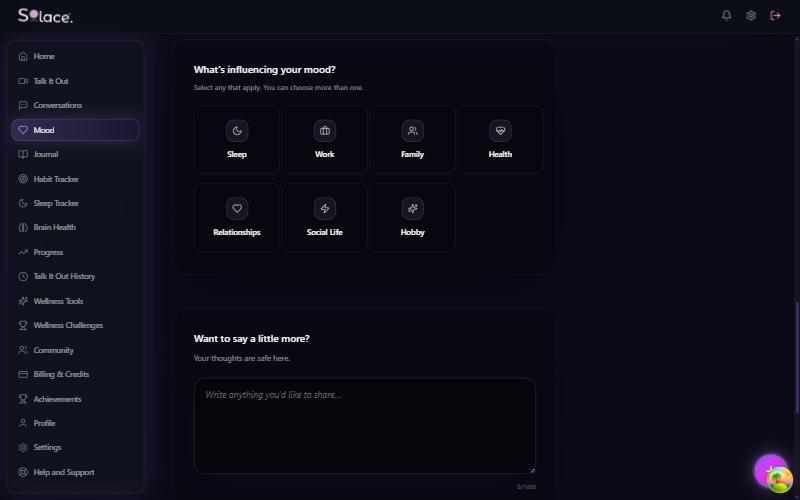 Solace.
Home
Talk It Out
Conversations
Mood
Journal
Habit Tracker
Sleep Tracker
Brain Health
Progress
Talk It Out History
Wellness Tools
Wellness Challenges
Community
Billing & Credits
Achievements
Profile
Settings
Help and Support
What's influencing your mood?
Select any that apply. You can choose more than one.
Sleep
Work
Family
Health
Relationships
Social Life
Hobby
Want to say a little more?
Your thoughts are safe here.
Write anything you'd like to share...
0/1000